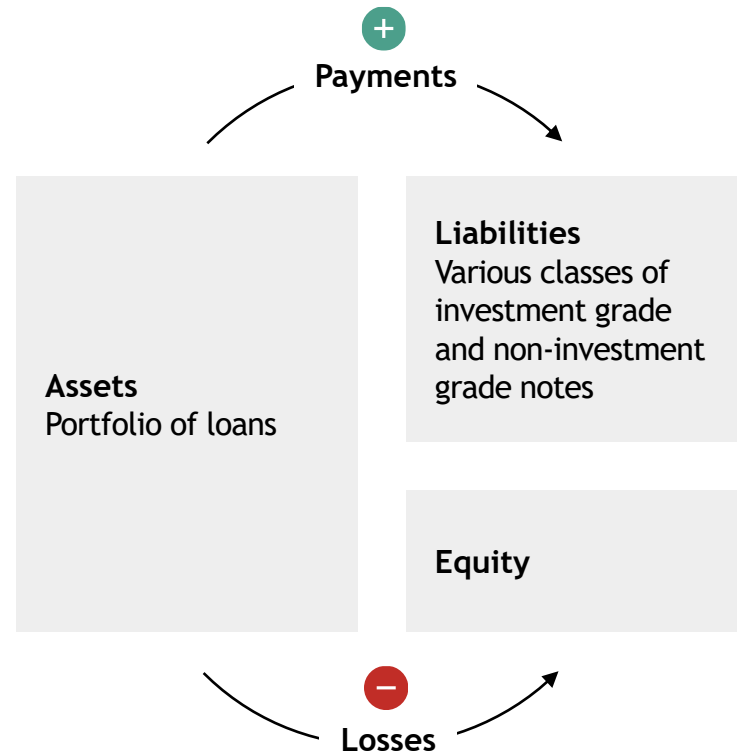 +
Payments
Assets
Portfolio of loans
Liabilities
Various classes of
investment grade
and non-investment
grade notes
Equity
−
Losses